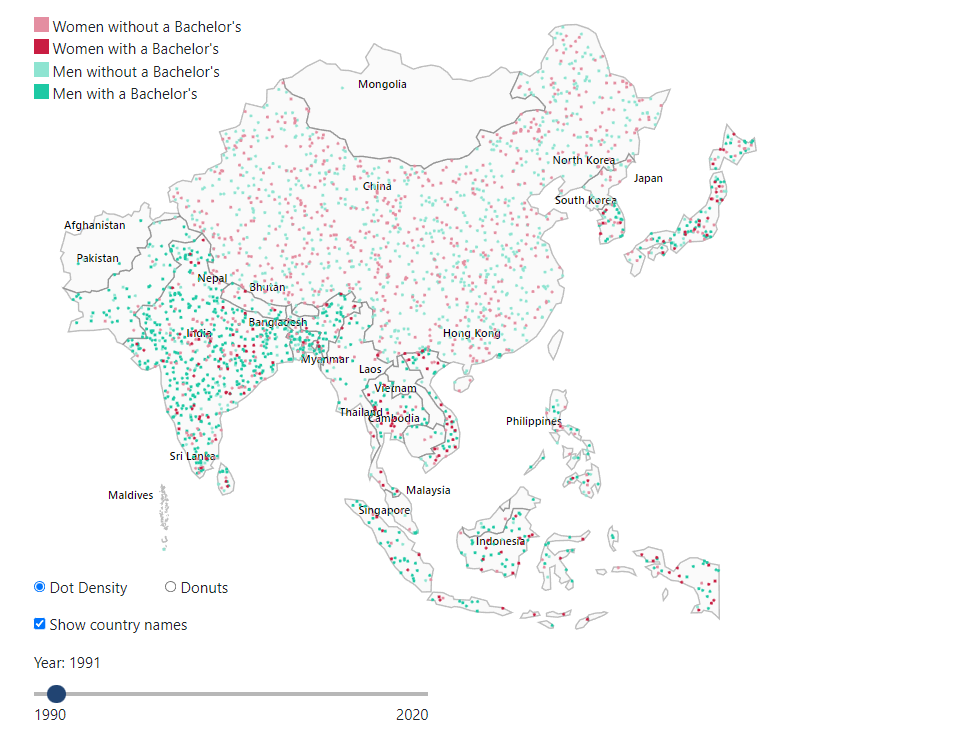 Women without a Bachelor's
Women with a Bachelor's
Men without a Bachelor's
Men with a Bachelor's
Mongolia
North Korea
Japan
China
South Korea
Afghanistan
Pakistan
Nepal
Bhutan
Bangladesh
India
Hong Kong
Myanmar
Laos
Vietnam
Thailand
Cambodia
Philippines
Sri Lanka
Malaysia
Maldives
Singapore
Indonesia
Dot Density
Donuts
Show country names
Year: 1991
1990
2020